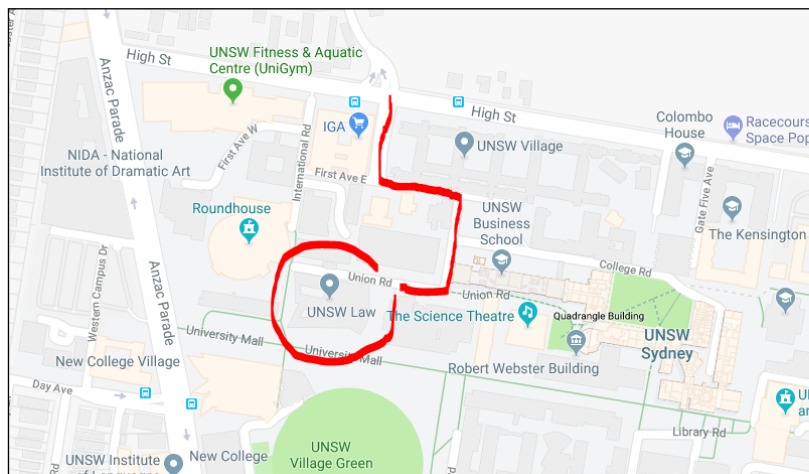 UNSW Fitness & Aquatic
Centre (UniGym)
High St
Anzac Parade
IGA
High St
Colombo
House
Racecours
Space Pop
NIDA - National
Institute of Dramatic Art
First Ave W
International Rd
UNSW Village
First Ave E
Gate Five Ave
Roundhouse
UNSW
Business
School
The Kensington
Western Campus Dr
Anzac Parade
Union Rd
College Rd
UNSW Law
Union Rd
The Science Theatre
Quadrangle Building
University Mall
University Mall
UNSW
Sydney
New College Village
Robert Webster Building
Day Ave
UNSW
Village Green
Library Rd
New College
UNSW Institute